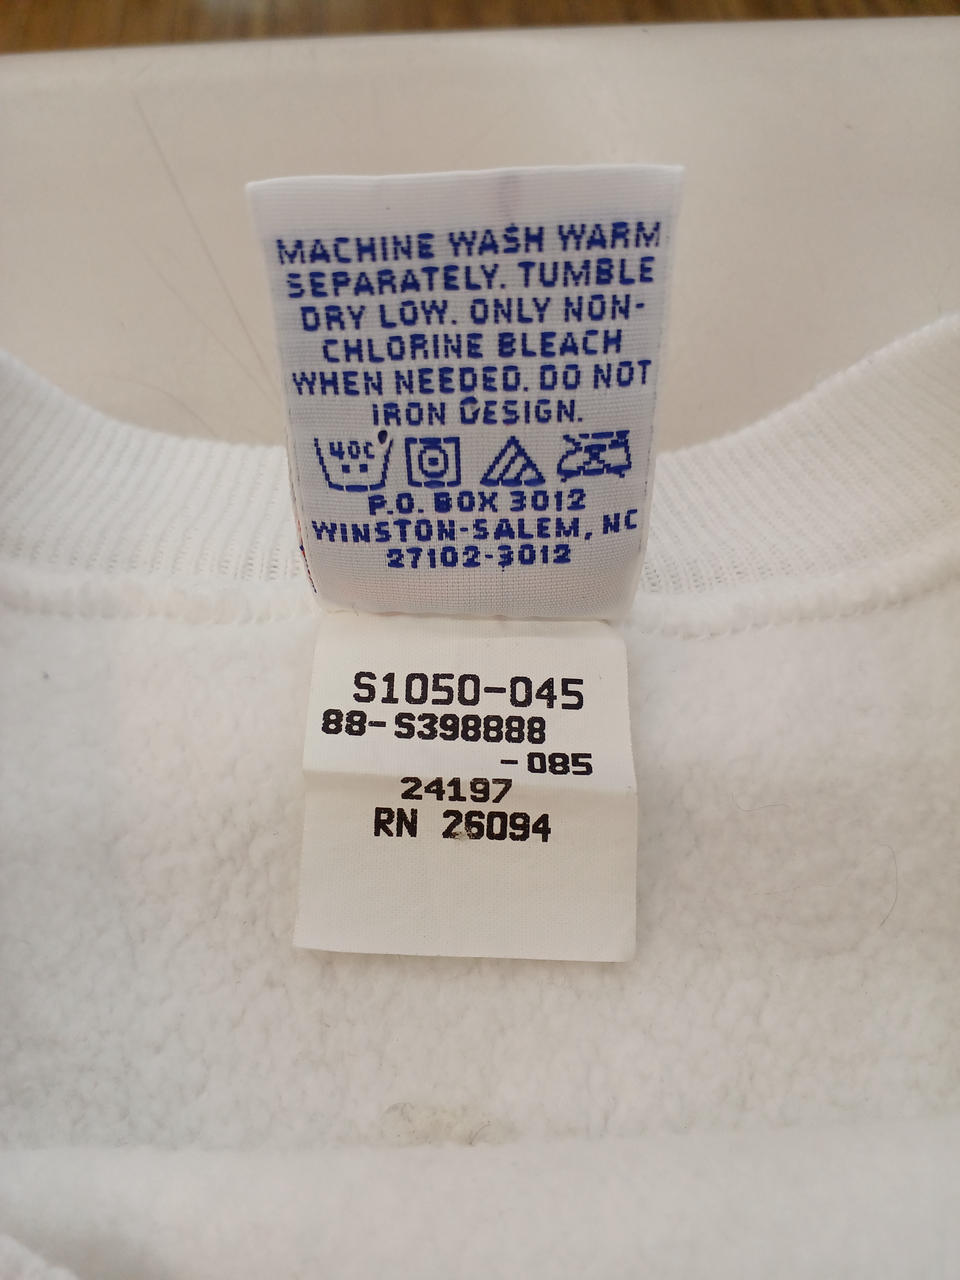 MACHINE WASH WARM
SEPARATELY. TUMBLE
DRY LOW. ONLY NON-
CHLORINE BLEACH
WHEN NEEDED. DO NOT
IRON DESIGN.
40C
P.O. BOX 3012
WINSTON-SALEM, NC
27102-3012
S1050-045
88-S398888
-085
24197
RN 26094